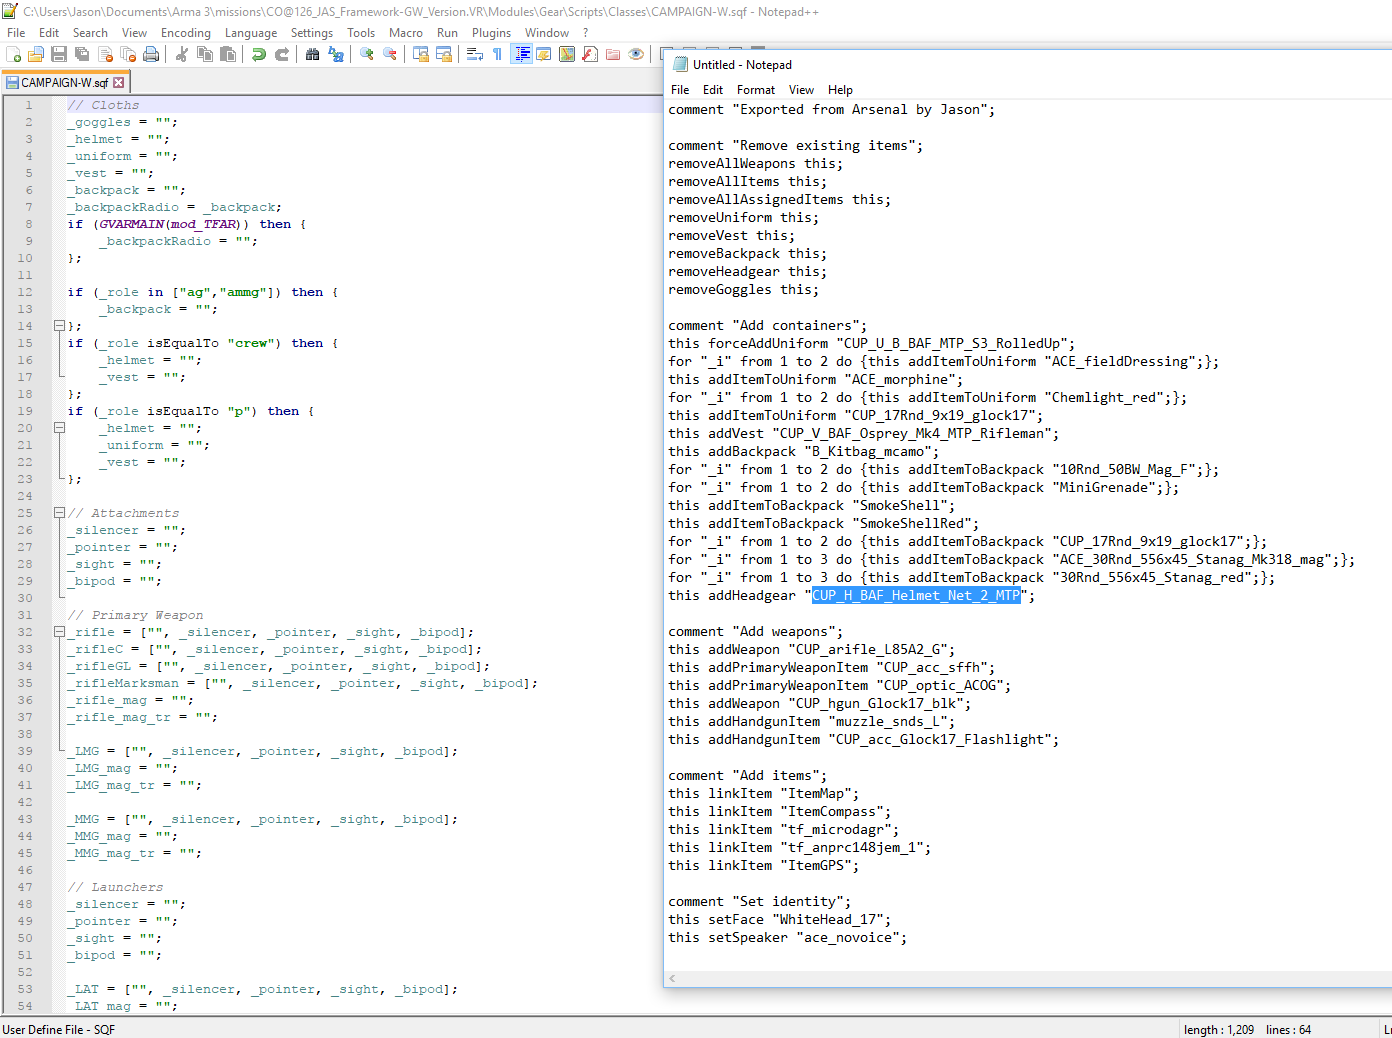 C:\Users\Jason\Documents\Arma 3\missions\CO@126_JAS_Framework-GW_Version.VR\Modules\Gear\Scripts\Classes\CAMPAIGN-W.sqf - Notepad++
File Edit Search View Encoding Language Settings Tools Macro Run Plugins Window ?
CAMPAIGN-W.sqf
1 // Cloths
2 _goggles = "";
3 _helmet = "";
4 _uniform = "";
5 _vest = "";
6 _backpack = "";
7 _backpackRadio = _backpack;
8 if (GVARMAIN(mod_TFAR)) then {
9 _backpackRadio = "";
10 };
11
12 if (_role in ["ag","ammg"]) then {
13 _backpack = "";
14 };
15 if (_role isEqualTo "crew") then {
16 _helmet = "";
17 _vest = "";
18 };
19 if (_role isEqualTo "p") then {
20 _helmet = "";
21 _uniform = "";
22 _vest = "";
23 };
24
25 // Attachments
26 _silencer = "";
27 _pointer = "";
28 _sight = "";
29 _bipod = "";
30
31 // Primary Weapon
32 _rifle = ["", _silencer, _pointer, _sight, _bipod];
33 _rifleC = ["", _silencer, _pointer, _sight, _bipod];
34 _rifleGL = ["", _silencer, _pointer, _sight, _bipod];
35 _rifleMarksman = ["", _silencer, _pointer, _sight, _bipod];
36 _rifle_mag = "";
37 _rifle_mag_tr = "";
38
39 _LMG = ["", _silencer, _pointer, _sight, _bipod];
40 _LMG_mag = "";
41 _LMG_mag_tr = "";
42
43 _MMG = ["", _silencer, _pointer, _sight, _bipod];
44 _MMG_mag = "";
45 _MMG_mag_tr = "";
46
47 // Launchers
48 _silencer = "";
49 _pointer = "";
50 _sight = "";
51 _bipod = "";
52
53 _LAT = ["", _silencer, _pointer, _sight, _bipod];
54 _LAT_mag = "";
User Define File - SQF
length : 1,209 lines : 64
Untitled - Notepad
File Edit Format View Help
comment "Exported from Arsenal by Jason";
comment "Remove existing items";
removeAllWeapons this;
removeAllItems this;
removeAllAssignedItems this;
removeUniform this;
removeVest this;
removeBackpack this;
removeHeadgear this;
removeGoggles this;
comment "Add containers";
this forceAddUniform "CUP_U_B_BAF_MTP_S3_RolledUp";
for "_i" from 1 to 2 do {this addItemToUniform "ACE_fieldDressing";};
this addItemToUniform "ACE_morphine";
for "_i" from 1 to 2 do {this addItemToUniform "Chemlight_red";};
this addItemToUniform "CUP_17Rnd_9x19_glock17";
this addVest "CUP_V_BAF_Osprey_Mk4_MTP_Rifleman";
this addBackpack "B_Kitbag_mcamo";
for "_i" from 1 to 2 do {this addItemToBackpack "10Rnd_50BW_Mag_F";};
for "_i" from 1 to 2 do {this addItemToBackpack "MiniGrenade";};
this addItemToBackpack "SmokeShell";
this addItemToBackpack "SmokeShellRed";
for "_i" from 1 to 2 do {this addItemToBackpack "CUP_17Rnd_9x19_glock17";};
for "_i" from 1 to 3 do {this addItemToBackpack "ACE_30Rnd_556x45_Stanag_Mk318_mag";};
for "_i" from 1 to 3 do {this addItemToBackpack "30Rnd_556x45_Stanag_red";};
this addHeadgear "CUP_H_BAF_Helmet_Net_2_MTP";
comment "Add weapons";
this addWeapon "CUP_arifle_L85A2_G";
this addPrimaryWeaponItem "CUP_acc_sffh";
this addPrimaryWeaponItem "CUP_optic_ACOG";
this addWeapon "CUP_hgun_Glock17_blk";
this addHandgunItem "muzzle_snds_L";
this addHandgunItem "CUP_acc_Glock17_Flashlight";
comment "Add items";
this linkItem "ItemMap";
this linkItem "ItemCompass";
this linkItem "tf_microdagr";
this linkItem "tf_anprc148jem_1";
this linkItem "ItemGPS";
comment "Set identity";
this setFace "WhiteHead_17";
this setSpeaker "ace_novoice";